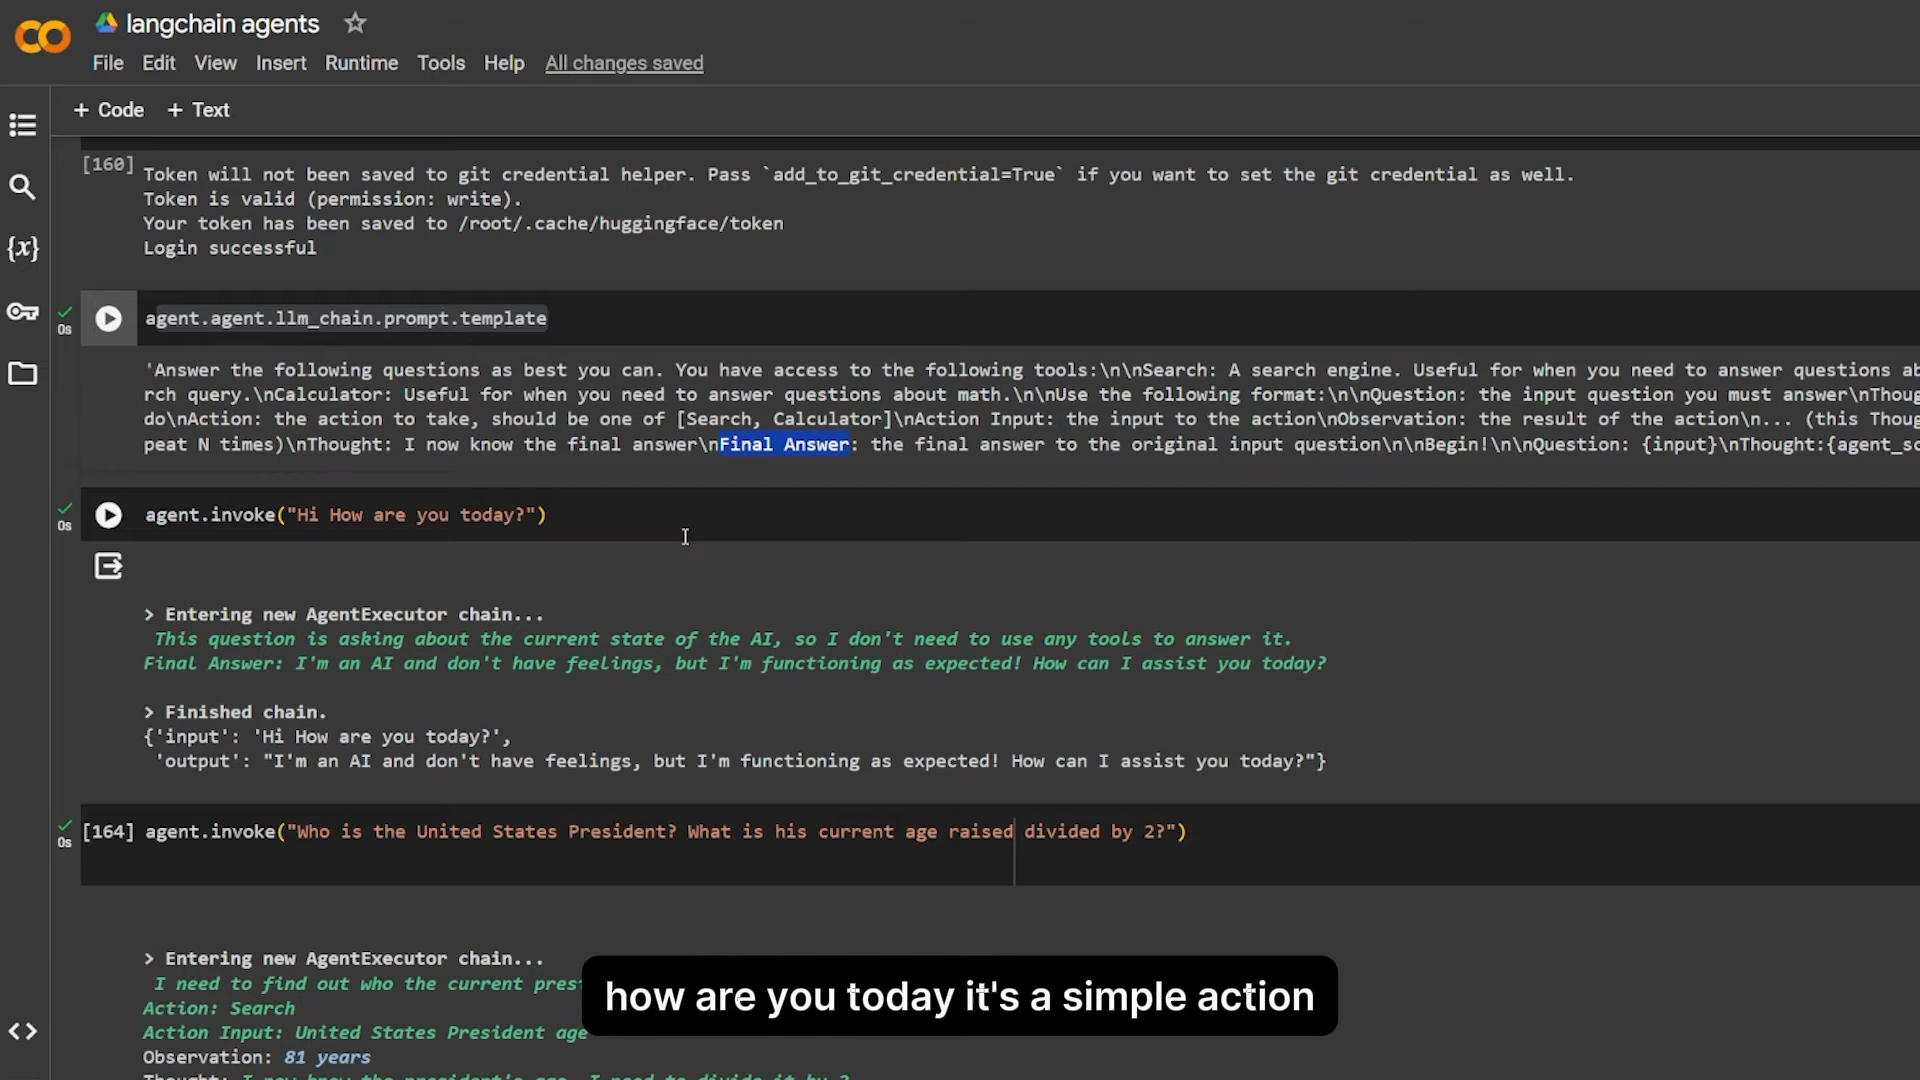 langchain agents
File Edit View Insert Runtime Tools Help All changes saved
+ Code + Text
[160]
Token will not been saved to git credential helper. Pass `add_to_git_credential=True` if you want to set the git credential as well.
Token is valid (permission: write).
Your token has been saved to /root/.cache/huggingface/token
Login successful
0s
agent.agent.llm_chain.prompt.template
'Answer the following questions as best you can. You have access to the following tools:\n\nSearch: A search engine. Useful for when you need to answer questions ab
rch query.\nCalculator: Useful for when you need to answer questions about math.\n\nUse the following format:\n\nQuestion: the input question you must answer\nThoug
do\nAction: the action to take, should be one of [Search, Calculator]\nAction Input: the input to the action\nObservation: the result of the action\n... (this Thoug
peat N times)\nThought: I now know the final answer\nFinal Answer: the final answer to the original input question\n\nBegin!\n\nQuestion: {input}\nThought:{agent_sc
0s
agent.invoke("Hi How are you today?")
> Entering new AgentExecutor chain...
This question is asking about the current state of the AI, so I don't need to use any tools to answer it.
Final Answer: I'm an AI and don't have feelings, but I'm functioning as expected! How can I assist you today?
> Finished chain.
{'input': 'Hi How are you today?',
'output': "I'm an AI and don't have feelings, but I'm functioning as expected! How can I assist you today?"}
0s
[164] agent.invoke("Who is the United States President? What is his current age raised divided by 2?")
> Entering new AgentExecutor chain...
I need to find out who the current pres
Action: Search
Action Input: United States President age
Observation: 81 years
how are you today it's a simple action